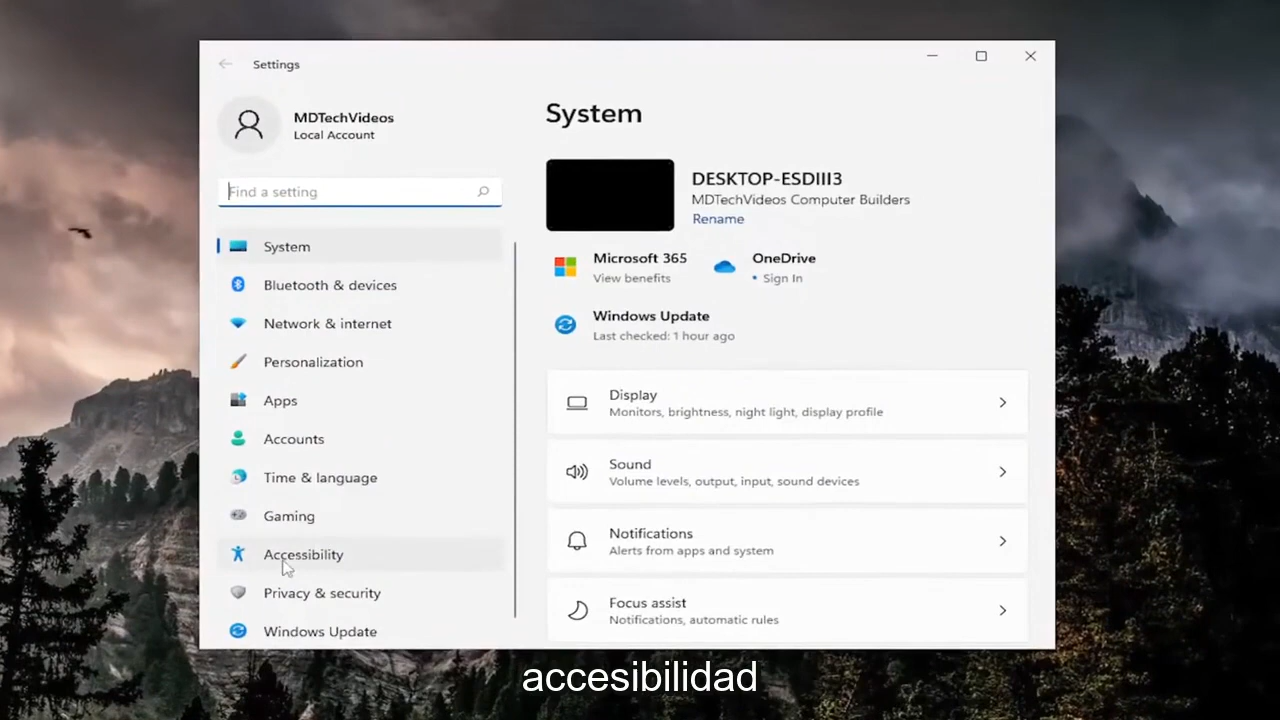 Settings
MDTechVideos
Local Account
Find a setting
System
Bluetooth & devices
Network & internet
Personalization
Apps
Accounts
Time & language
Gaming
Accessibility
Privacy & security
Windows Update
System
DESKTOP-ESDIII3
MDTechVideos Computer Builders
Rename
Microsoft 365
View benefits
OneDrive
• Sign In
Windows Update
Last checked: 1 hour ago
Display
Monitors, brightness, night light, display profile
Sound
Volume levels, output, input, sound devices
Notifications
Alerts from apps and system
Focus assist
Notifications, automatic rules
accesibilidad